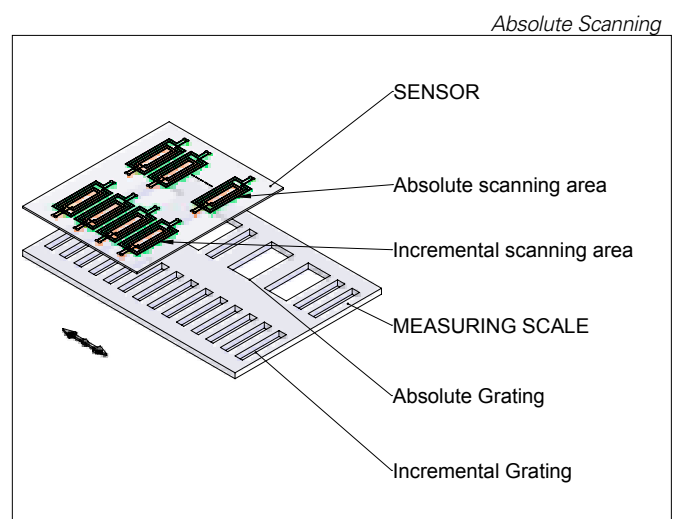 Absolute Scanning
SENSOR
Absolute scanning area
Incremental scanning area
MEASURING SCALE
Absolute Grating
Incremental Grating